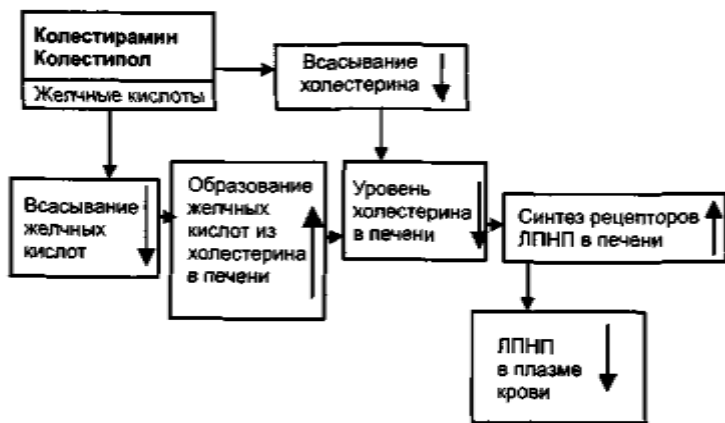 Колестирамин
Колестипол
Желчные кислоты
Всасывание
холестерина
Всасывание
желчных
кислот
Образование
желчных
кислот из
холестерина
в печени
Уровень
холестерина
в печени
Синтез рецепторов
ЛПНП в печени
ЛПНП
в плазме
крови